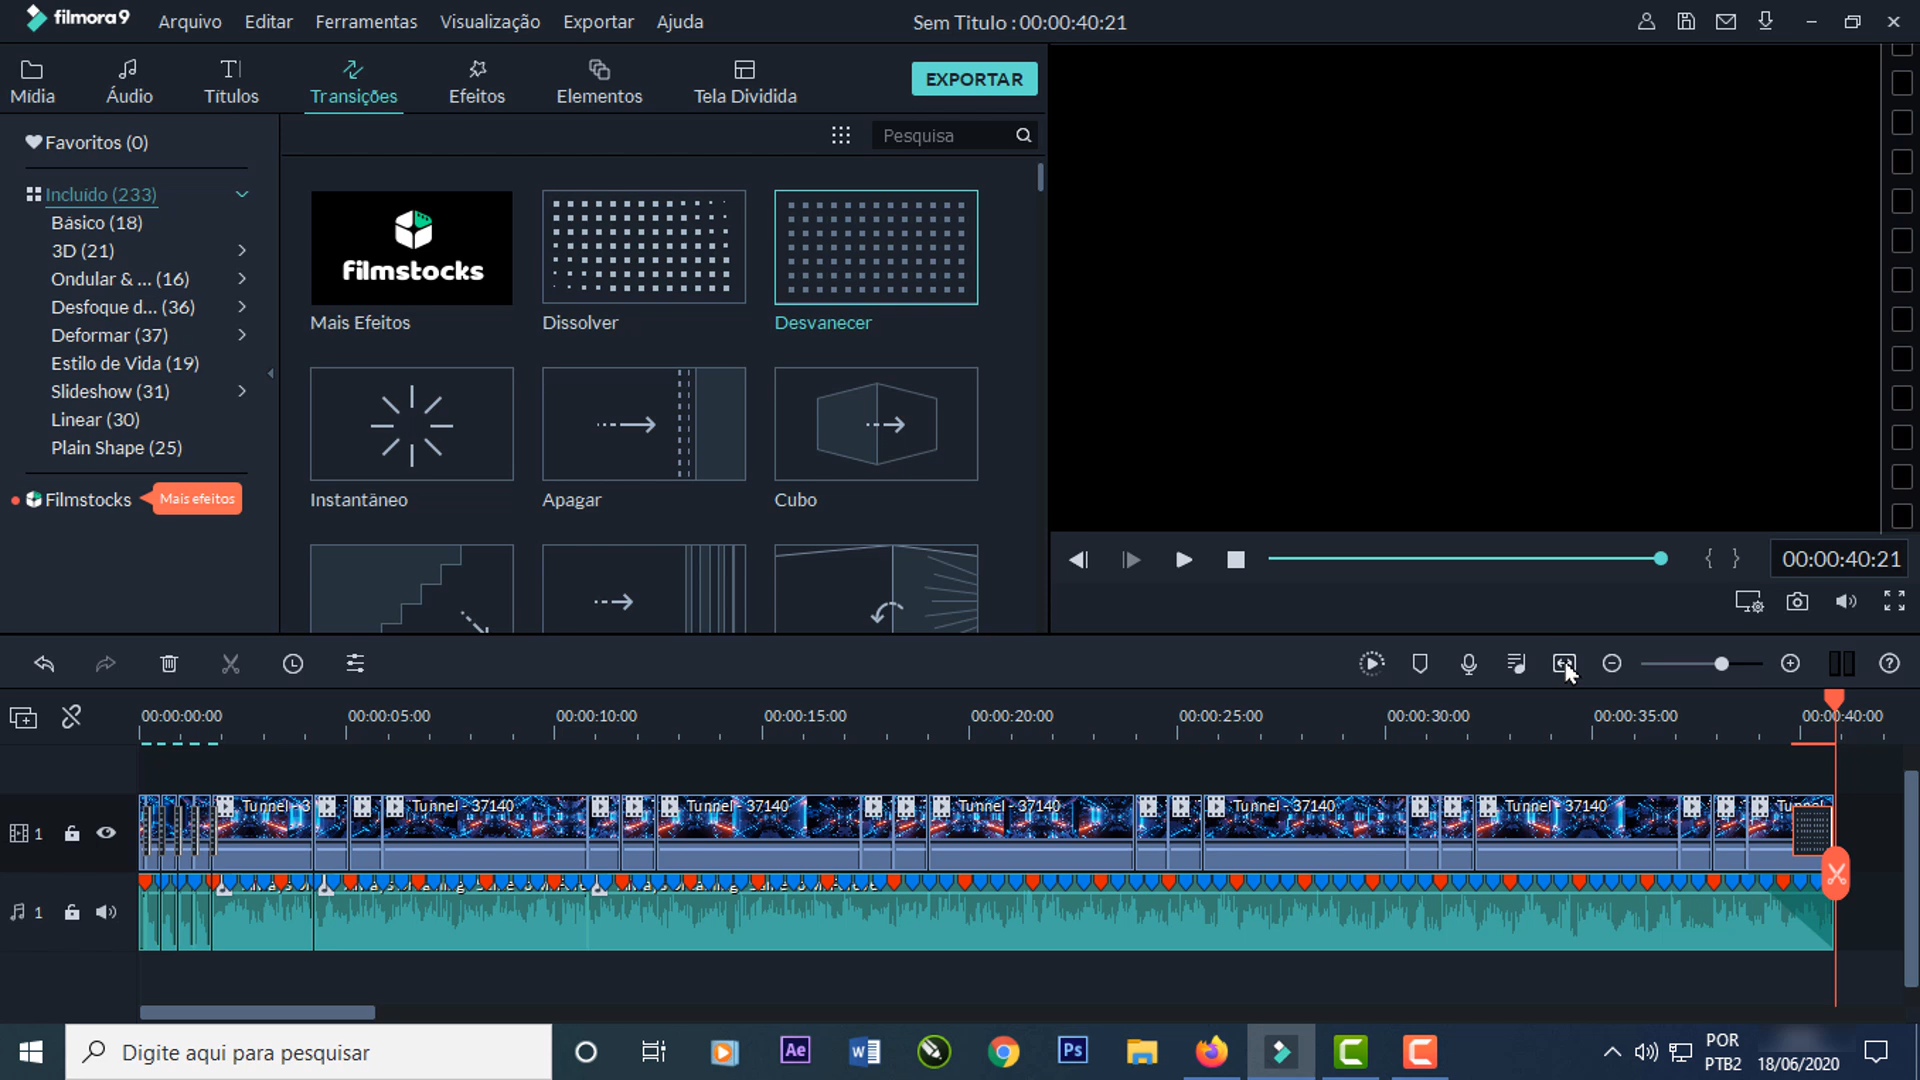 filmora9
Arquivo Editar Ferramentas Visualização Exportar Ajuda
Sem Titulo : 00:00:40:21
Mídia Áudio Títulos Transições Efeitos Elementos Tela Dividida
EXPORTAR
Favoritos (0)
Pesquisa
Incluído (233)
Básico (18)
3D (21)
Ondular & ... (16)
Desfoque d... (36)
Deformar (37)
Estilo de Vida (19)
Slideshow (31)
Linear (30)
Plain Shape (25)
Filmstocks
Mais efeitos
filmstocks
Mais Efeitos
Dissolver
Desvanecer
Instantâneo
Apagar
Cubo
00:00:40:21
00:00:00:00 00:00:05:00 00:00:10:00 00:00:15:00 00:00:20:00 00:00:25:00 00:00:30:00 00:00:35:00 00:00:40:00
Tunnel - 3 Tunnel - 37140 Tunnel - 37140 Tunnel - 37140 Tunnel - 37140 Tunnel - 37140
1
1
Digite aqui para pesquisar
Ae
Ps
POR
PTB2
18/06/2020